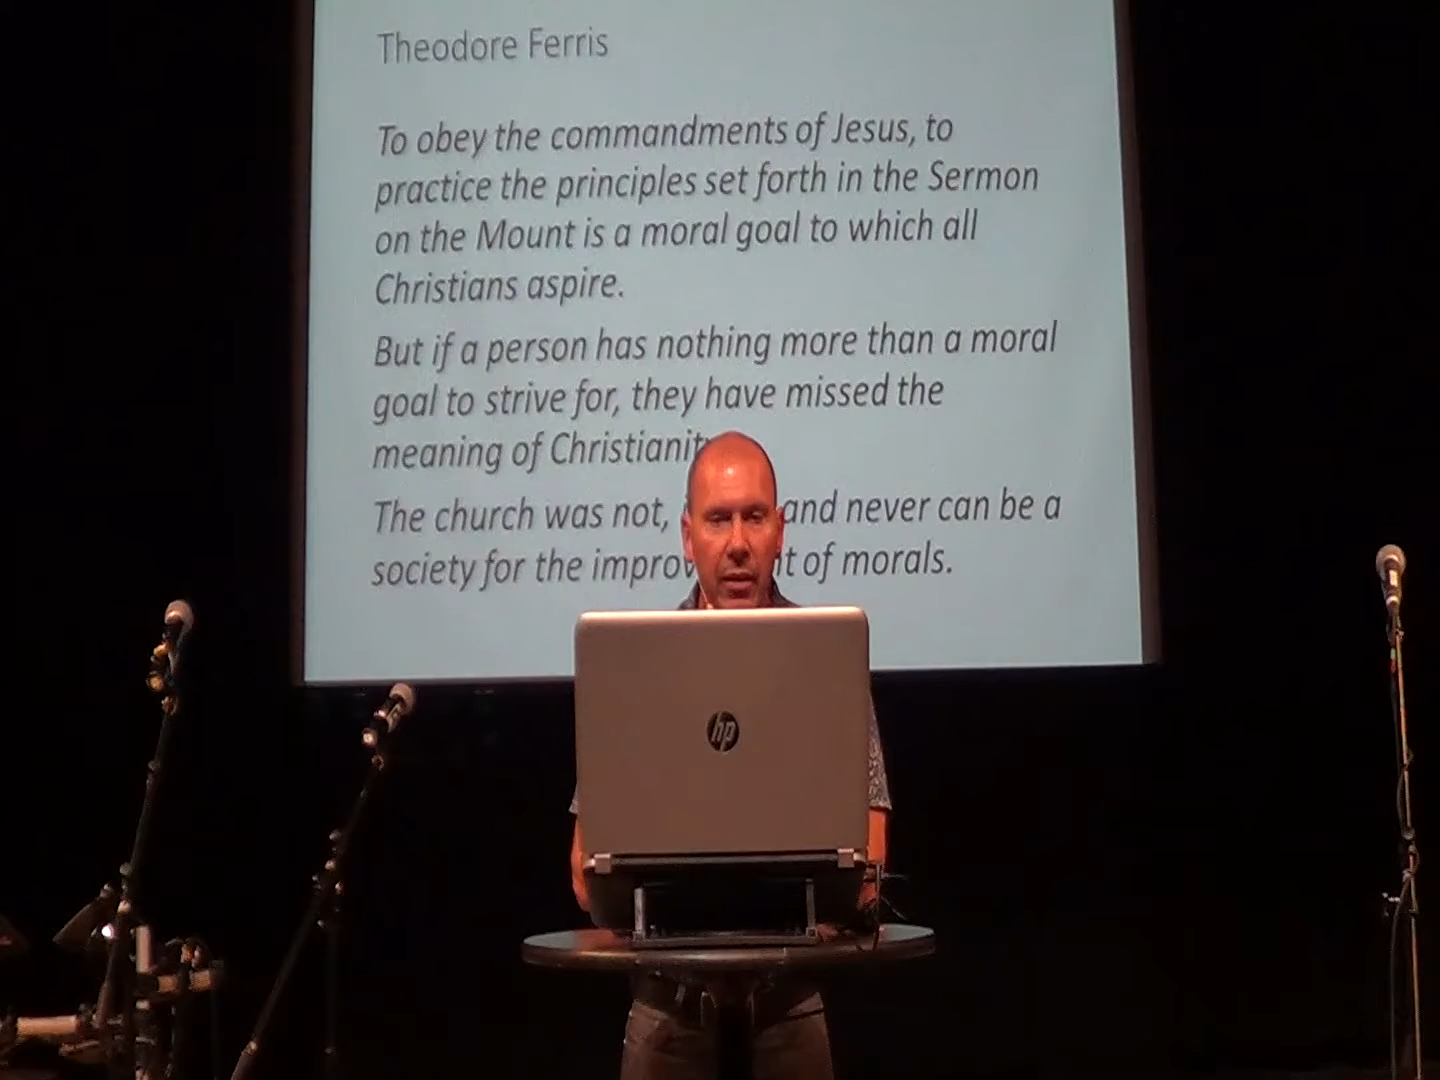 Theodore Ferris
To obey the commandments of Jesus, to
practice the principles set forth in the Sermon
on the Mount is a moral goal to which all
Christians aspire.
But if a person has nothing more than a moral
goal to strive for, they have missed the
meaning of Christianity
The church was not, and never can be a
society for the improvement of morals.
hp